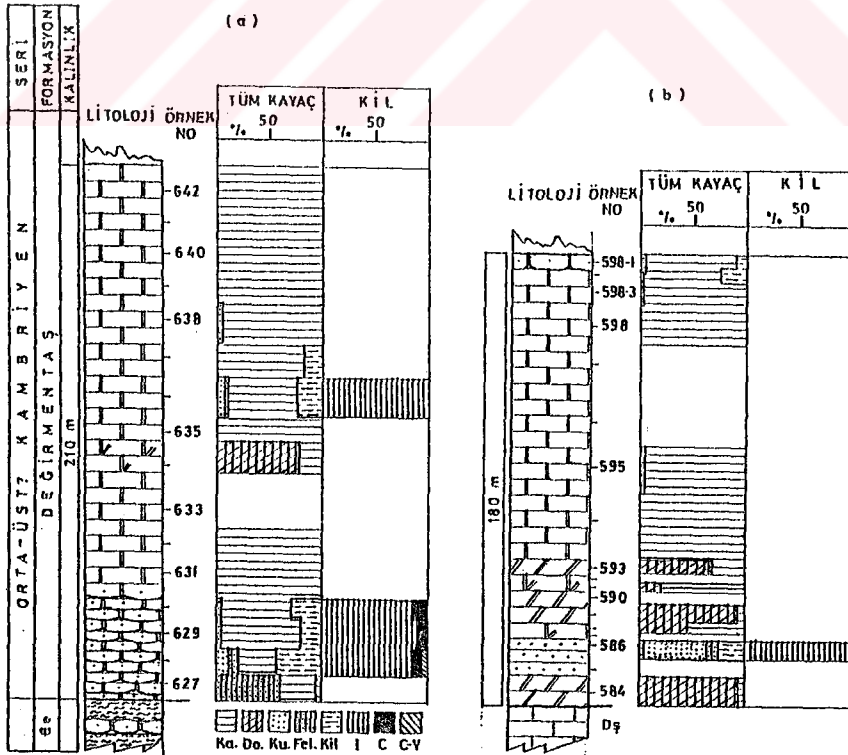 (a)
SERİ
FORMASYON
KALINLIK
LİTOLOJİ
ÖRNEK NO
TÜM KAYAÇ
% 50
KİL
% 50
ORTA-ÜST? KAMBRİYEN
DEĞİRMENTAŞ
210 m
642
640
638
635
633
631
629
627
Ka. Do. Ku. Fel. Kil I C C-V
(b)
LİTOLOJİ
ÖRNEK NO
TÜM KAYAÇ
% 50
KİL
% 50
180 m
598-1
598-3
598
595
593
590
586
584
Dş